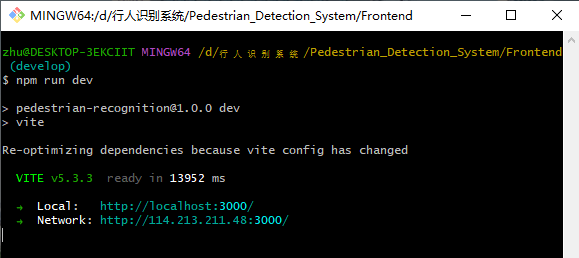 MINGW64:/d/行人识别系统/Pedestrian_Detection_System/Frontend
zhu@DESKTOP-3EKCIIT MINGW64 /d/行人识别系统/Pedestrian_Detection_System/Frontend
(develop)
$ npm run dev
> pedestrian-recognition@1.0.0 dev
> vite
Re-optimizing dependencies because vite config has changed
VITE v5.3.3 ready in 13952 ms
➜ Local: http://localhost:3000/
➜ Network: http://114.213.211.48:3000/